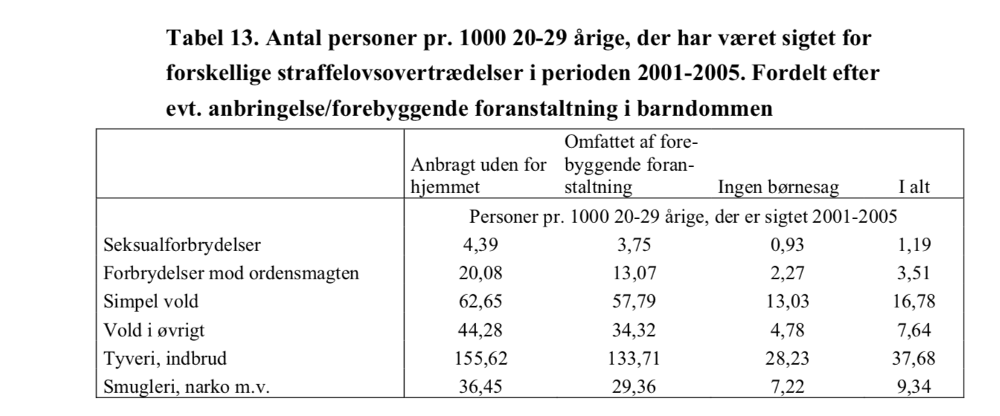 Tabel 13. Antal personer pr. 1000 20-29 årige, der har været sigtet for
forskellige straffelovsovertrædelser i perioden 2001-2005. Fordelt efter
evt. anbringelse/forebyggende foranstaltning i barndommen
Omfattet af fore-
Anbragt uden for byggende foran-
hjemmet staltning Ingen børnesag I alt
Personer pr. 1000 20-29 årige, der er sigtet 2001-2005
Seksualforbrydelser 4,39 3,75 0,93 1,19
Forbrydelser mod ordensmagten 20,08 13,07 2,27 3,51
Simpel vold 62,65 57,79 13,03 16,78
Vold i øvrigt 44,28 34,32 4,78 7,64
Tyveri, indbrud 155,62 133,71 28,23 37,68
Smugleri, narko m.v. 36,45 29,36 7,22 9,34